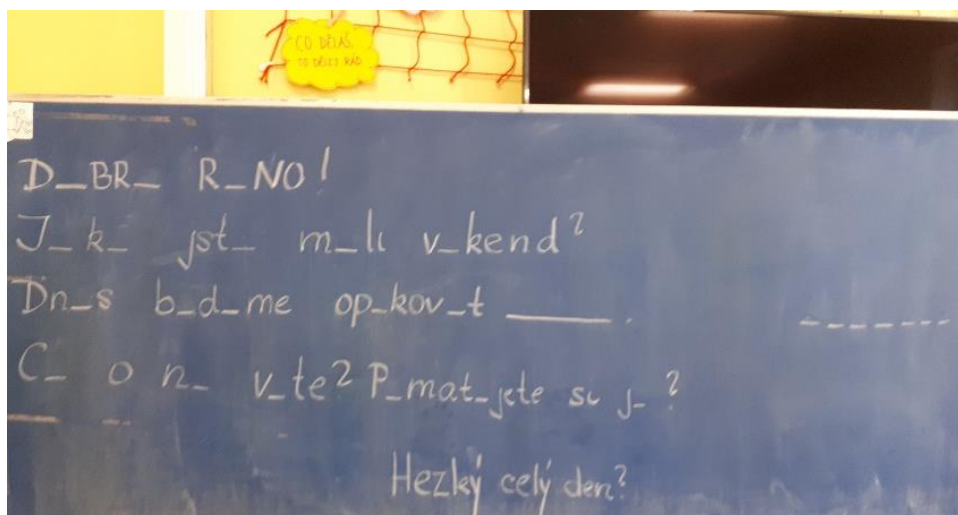 CO DĚLÁŠ,
TO DĚLEJ RÁD
D_BR_ R_NO!
J_k_ jst_ m_li v_kend?
Dn_s b_d_me op_kov_t ______.
_ _ _ _ _ _ _
C_ o n_ v_te? P_mat_jete si j_?
Hezký celý den?